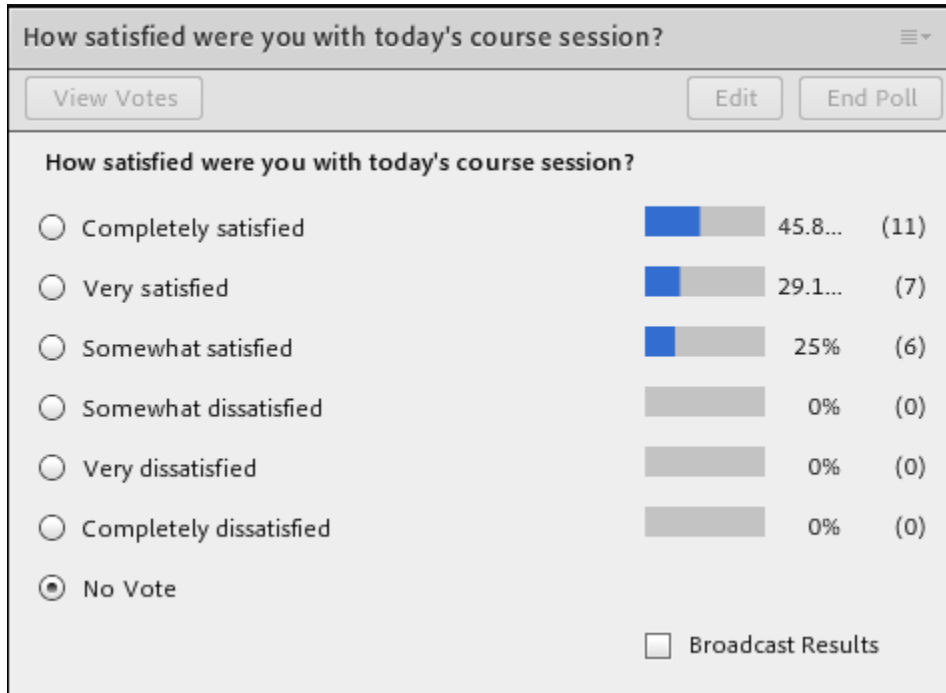 How satisfied were you with today's course session?
View Votes Edit End Poll
How satisfied were you with today's course session?
Completely satisfied 45.8... (11)
Very satisfied 29.1... (7)
Somewhat satisfied 25% (6)
Somewhat dissatisfied 0% (0)
Very dissatisfied 0% (0)
Completely dissatisfied 0% (0)
No Vote
Broadcast Results